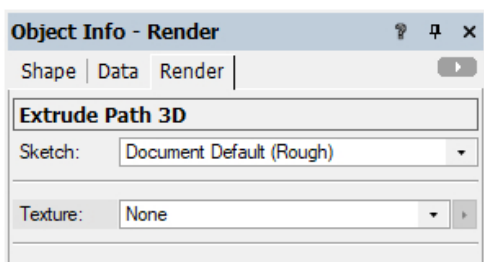 Object Info - Render
Shape Data Render
Extrude Path 3D
Sketch: Document Default (Rough)
Texture: None